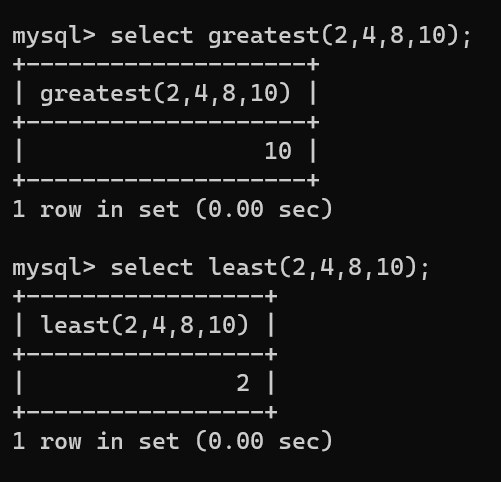 mysql> select greatest(2,4,8,10);
+--------------------+
| greatest(2,4,8,10) |
+--------------------+
|                 10 |
+--------------------+
1 row in set (0.00 sec)

mysql> select least(2,4,8,10);
+-----------------+
| least(2,4,8,10) |
+-----------------+
|               2 |
+-----------------+
1 row in set (0.00 sec)